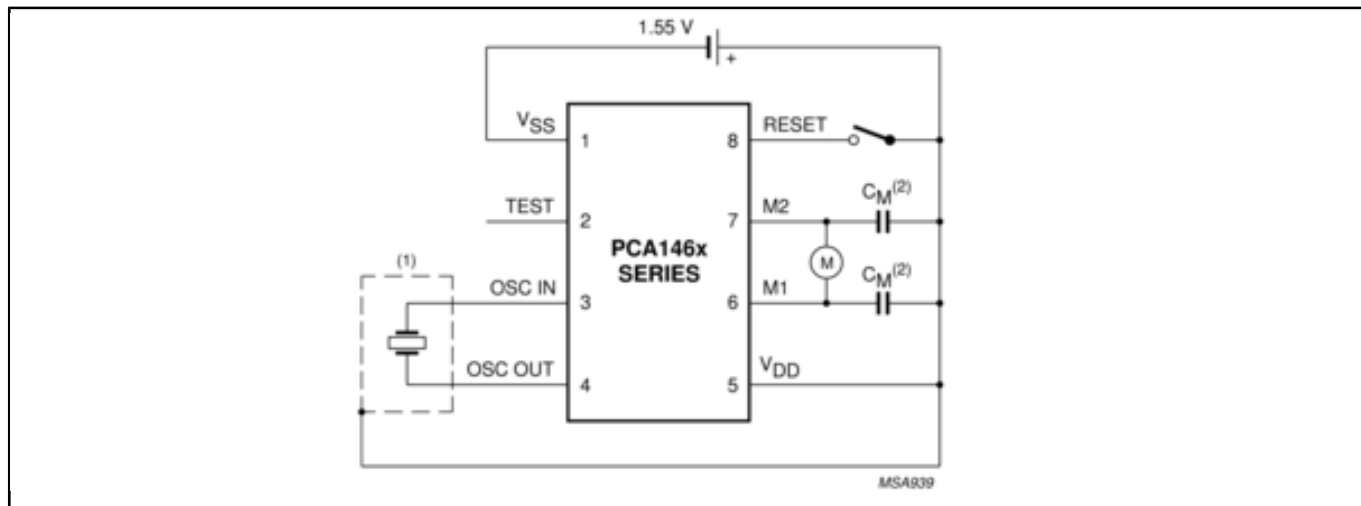 1.55 V
+
VSS
1
8
RESET
TEST
2
7
M2
CM(2)
PCA146x
SERIES
M
(1)
OSC IN
3
6
M1
CM(2)
OSC OUT
4
5
VDD
MSA939